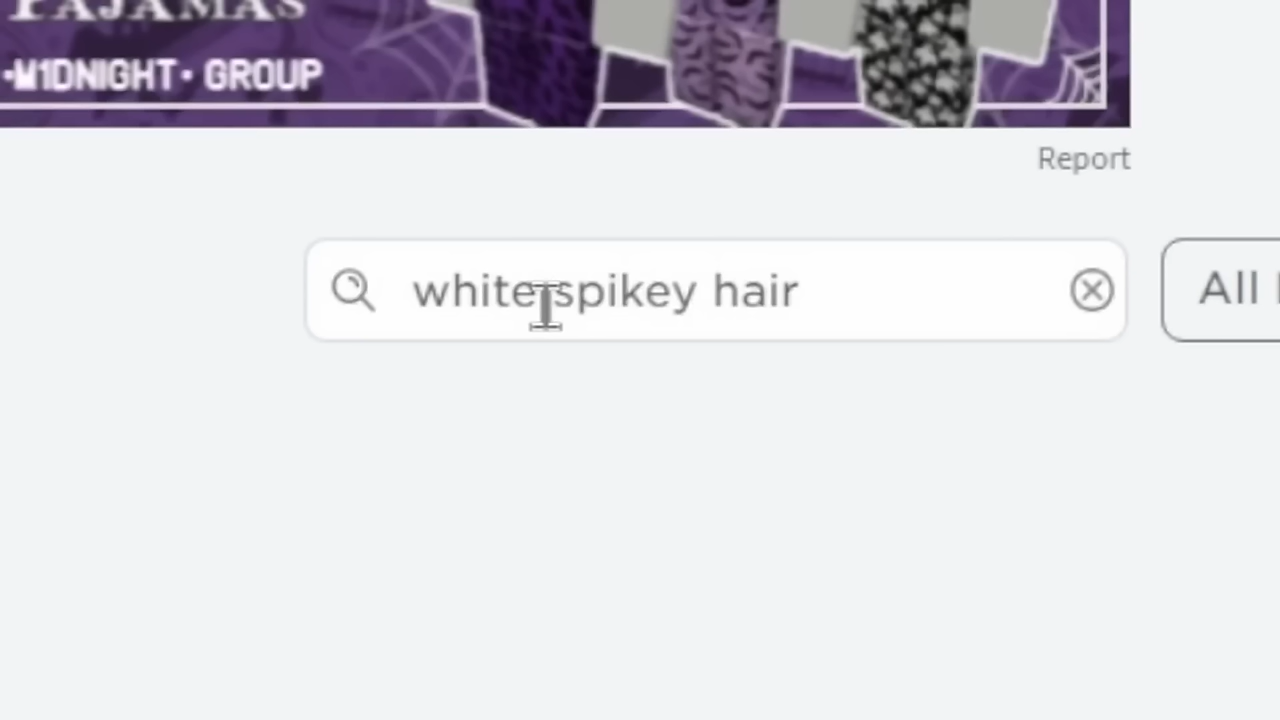 PAJAMAS
•M1DNIGHT• GROUP
Report
white spikey hair
All